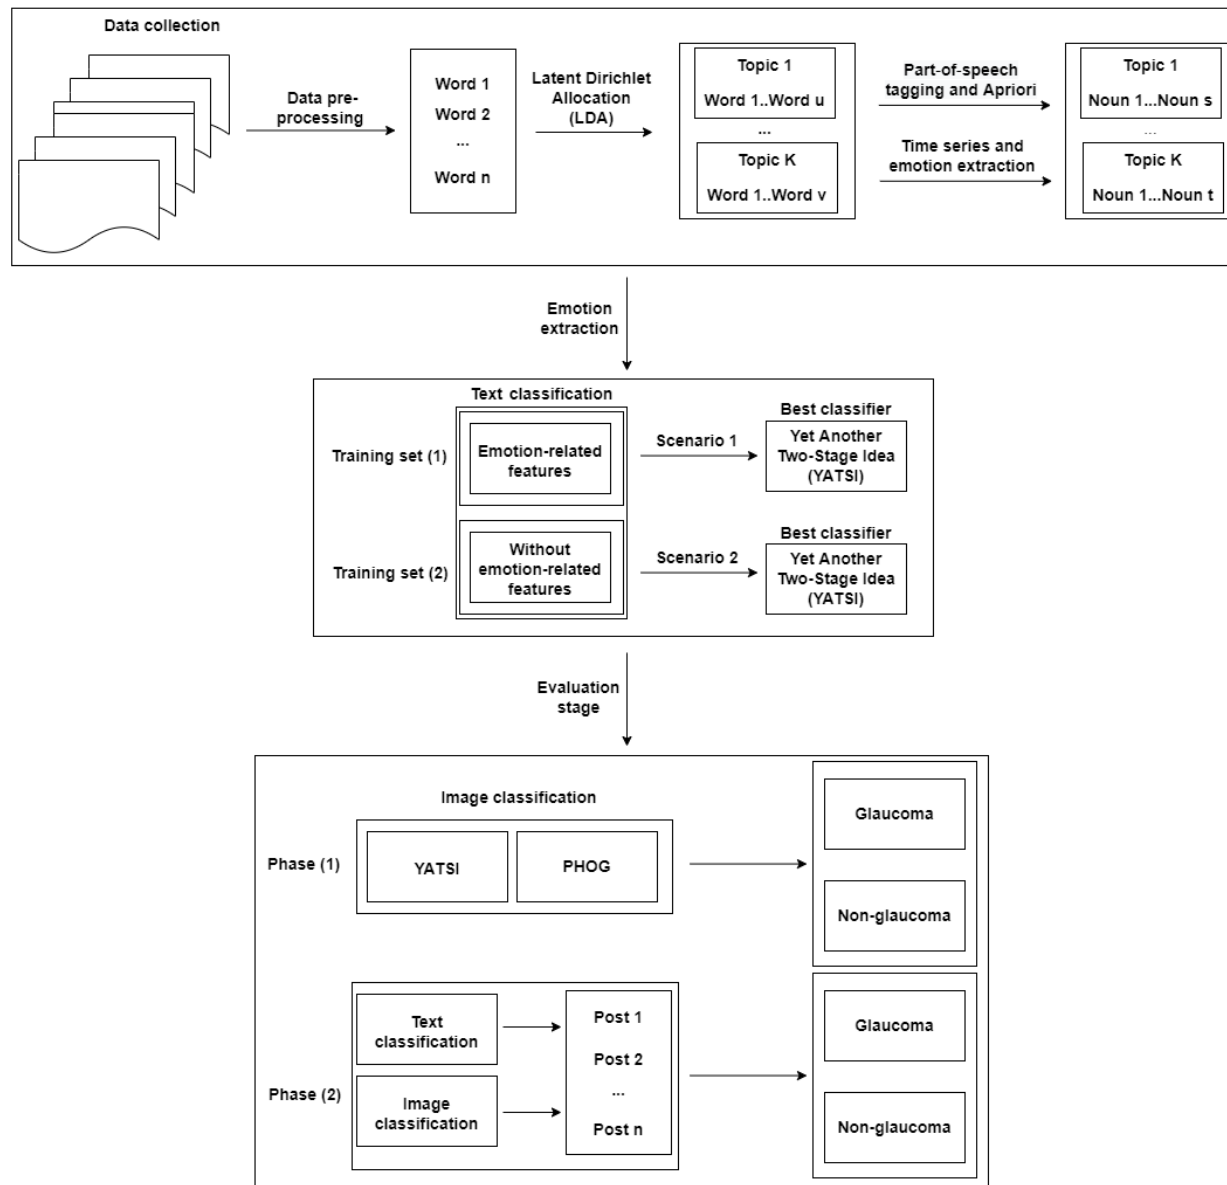 Data collection
Data pre-
processing
Word 1
Word 2
...
Word n
Latent Dirichlet
Allocation
(LDA)
Topic 1
Word 1..Word u
...
Topic K
Word 1..Word v
Part-of-speech
tagging and Apriori
Time series and
emotion extraction
Topic 1
Noun 1...Noun s
...
Topic K
Noun 1...Noun t
Emotion
extraction
Text classification
Training set (1)
Emotion-related
features
Scenario 1
Best classifier
Yet Another
Two-Stage Idea
(YATSI)
Training set (2)
Without
emotion-related
features
Scenario 2
Best classifier
Yet Another
Two-Stage Idea
(YATSI)
Evaluation
stage
Image classification
Phase (1)
YATSI
PHOG
Glaucoma
Non-glaucoma
Phase (2)
Text
classification
Image
classification
Post 1
Post 2
...
Post n
Glaucoma
Non-glaucoma